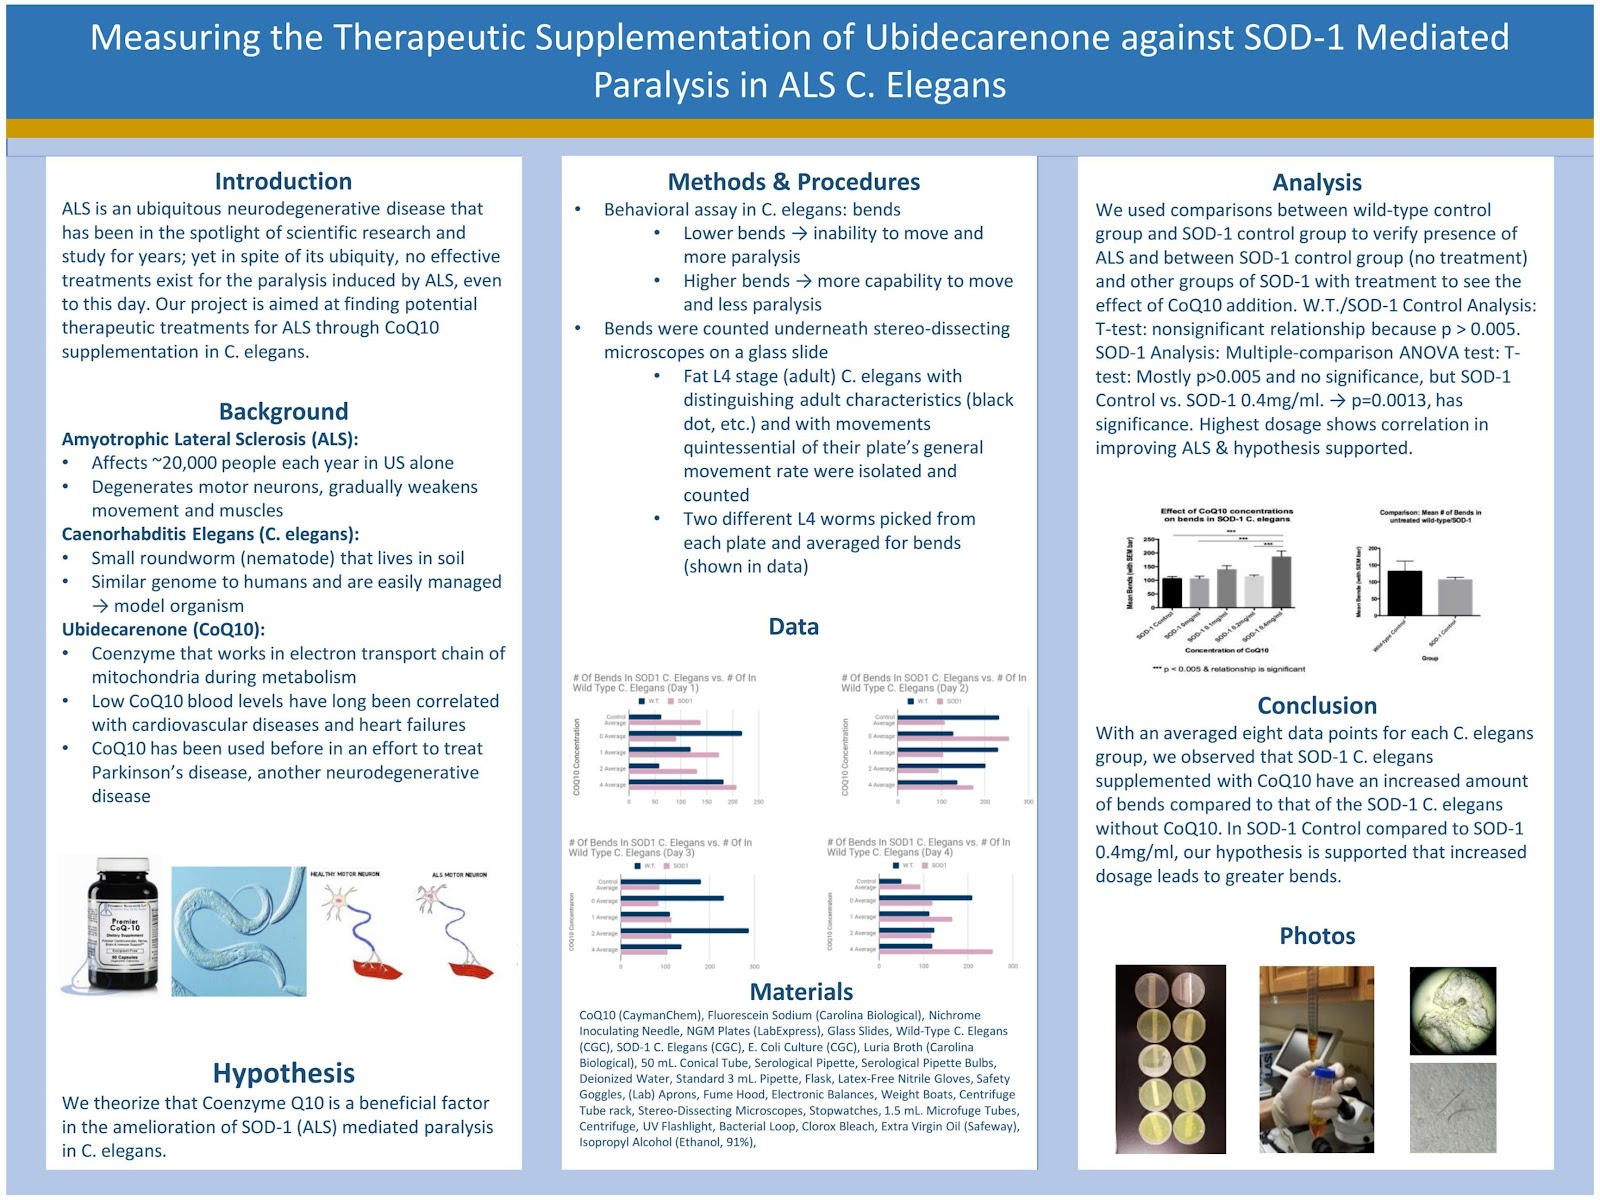 Measuring the Therapeutic Supplementation of Ubidecarenone against SOD-1 Mediated
Paralysis in ALS C. Elegans
Introduction
ALS is an ubiquitous neurodegenerative disease that
has been in the spotlight of scientific research and
study for years; yet in spite of its ubiquity, no effective
treatments exist for the paralysis induced by ALS, even
to this day. Our project is aimed at finding potential
therapeutic treatments for ALS through CoQ10
supplementation in C. elegans.
Background
Amyotrophic Lateral Sclerosis (ALS):
• Affects ~20,000 people each year in US alone
• Degenerates motor neurons, gradually weakens
movement and muscles
Caenorhabditis Elegans (C. elegans):
• Small roundworm (nematode) that lives in soil
• Similar genome to humans and are easily managed
→ model organism
Ubidecarenone (CoQ10):
• Coenzyme that works in electron transport chain of
mitochondria during metabolism
• Low CoQ10 blood levels have long been correlated
with cardiovascular diseases and heart failures
• CoQ10 has been used before in an effort to treat
Parkinson's disease, another neurodegenerative
disease
Premier
CoQ-10
Dietary Supplement
HEALTHY MOTOR NEURON
ALS MOTOR NEURON
Hypothesis
We theorize that Coenzyme Q10 is a beneficial factor
in the amelioration of SOD-1 (ALS) mediated paralysis
in C. elegans.
Methods & Procedures
• Behavioral assay in C. elegans: bends
• Lower bends → inability to move and
more paralysis
• Higher bends → more capability to move
and less paralysis
• Bends were counted underneath stereo-dissecting
microscopes on a glass slide
• Fat L4 stage (adult) C. elegans with
distinguishing adult characteristics (black
dot, etc.) and with movements
quintessential of their plate's general
movement rate were isolated and
counted
• Two different L4 worms picked from
each plate and averaged for bends
(shown in data)
Data
# Of Bends In SOD1 C. Elegans vs. # Of In
Wild Type C. Elegans (Day 1)
W.T. SOD1
COQ10 Concentration
Control
Average
0 Average
1 Average
2 Average
4 Average
0 50 100 150 200 250
# Of Bends In SOD1 C. Elegans vs. # Of In
Wild Type C. Elegans (Day 2)
W.T. SOD1
COQ10 Concentration
Control
Average
0 Average
1 Average
2 Average
4 Average
0 100 200 300
# Of Bends In SOD1 C. Elegans vs. # Of In
Wild Type C. Elegans (Day 3)
W.T. SOD1
COQ10 Concentration
Control
Average
0 Average
1 Average
2 Average
4 Average
0 100 200 300
# Of Bends In SOD1 C. Elegans vs. # Of In
Wild Type C. Elegans (Day 4)
W.T. SOD1
COQ10 Concentration
Control
Average
0 Average
1 Average
2 Average
4 Average
0 100 200 300
Materials
CoQ10 (CaymanChem), Fluorescein Sodium (Carolina Biological), Nichrome
Inoculating Needle, NGM Plates (LabExpress), Glass Slides, Wild-Type C. Elegans
(CGC), SOD-1 C. Elegans (CGC), E. Coli Culture (CGC), Luria Broth (Carolina
Biological), 50 mL. Conical Tube, Serological Pipette, Serological Pipette Bulbs,
Deionized Water, Standard 3 mL. Pipette, Flask, Latex-Free Nitrile Gloves, Safety
Goggles, (Lab) Aprons, Fume Hood, Electronic Balances, Weight Boats, Centrifuge
Tube rack, Stereo-Dissecting Microscopes, Stopwatches, 1.5 mL. Microfuge Tubes,
Centrifuge, UV Flashlight, Bacterial Loop, Clorox Bleach, Extra Virgin Oil (Safeway),
Isopropyl Alcohol (Ethanol, 91%),
Analysis
We used comparisons between wild-type control
group and SOD-1 control group to verify presence of
ALS and between SOD-1 control group (no treatment)
and other groups of SOD-1 with treatment to see the
effect of CoQ10 addition. W.T./SOD-1 Control Analysis:
T-test: nonsignificant relationship because p > 0.005.
SOD-1 Analysis: Multiple-comparison ANOVA test: T-
test: Mostly p>0.005 and no significance, but SOD-1
Control vs. SOD-1 0.4mg/ml. → p=0.0013, has
significance. Highest dosage shows correlation in
improving ALS & hypothesis supported.
Effect of CoQ10 concentrations
on bends in SOD-1 C. elegans
Mean Bends (with SEM bar)
250
200
150
100
50
0
***
***
***
SOD-1 Control
SOD-1 0mg/ml
SOD-1 0.1mg/ml
SOD-1 0.2mg/ml
SOD-1 0.4mg/ml
Concentration of CoQ10
*** p < 0.005 & relationship is significant
Comparison: Mean # of Bends in
untreated wild-type/SOD-1
Mean Bends (with SEM bar)
200
150
100
50
0
Wild-type Control
SOD-1 Control
Group
Conclusion
With an averaged eight data points for each C. elegans
group, we observed that SOD-1 C. elegans
supplemented with CoQ10 have an increased amount
of bends compared to that of the SOD-1 C. elegans
without CoQ10. In SOD-1 Control compared to SOD-1
0.4mg/ml, our hypothesis is supported that increased
dosage leads to greater bends.
Photos